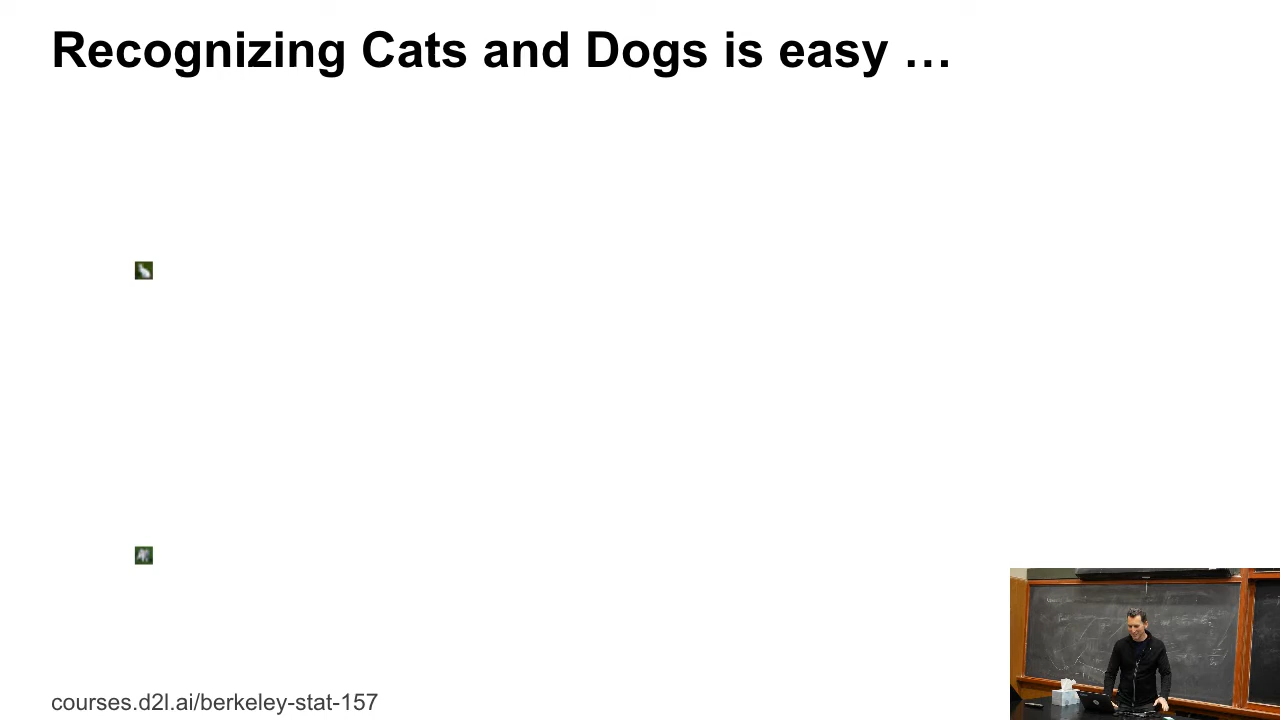 Recognizing Cats and Dogs is easy …
courses.d2l.ai/berkeley-stat-157